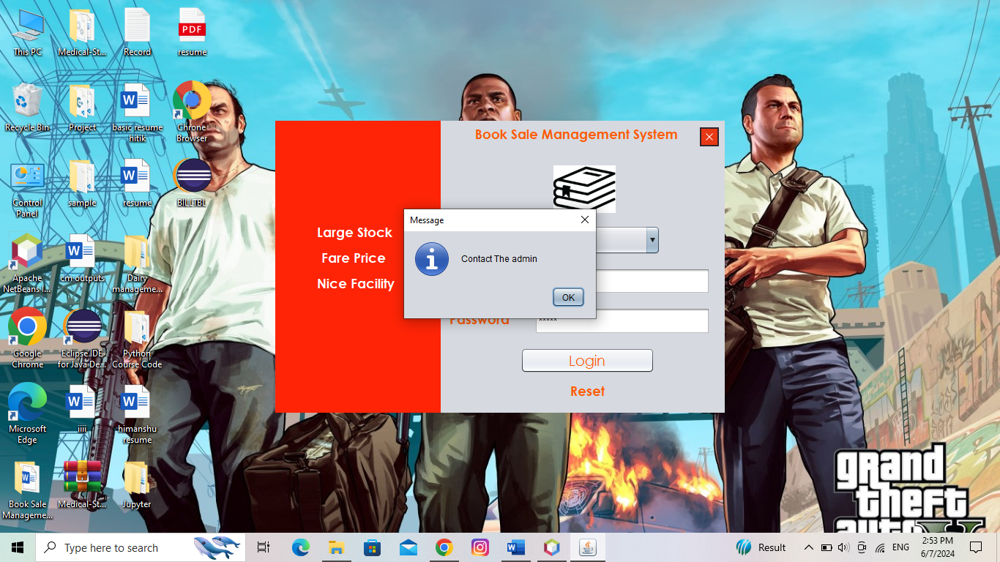 This PC
Medical-St...
Record
PDF
resume
Recycle Bin
Project
basic resume
hitik
Chrone
Browser
Control
Panel
sample
resume
BILLTBL
Apache
NetBeans I...
cm outputs
Dairy
manageme...
Google
Chrome
Eclipse IDE
for Java De...
Python
Course Code
Microsoft
Edge
iiii
himanshu
resume
Book Sale
Manageme...
Medical-St...
Jupyter
Book Sale Management System
Large Stock
Fare Price
Nice Facility
Message
Contact The admin
OK
Password
*****
Login
Reset
grand
theft
auto
V
Type here to search
Result
ENG
2:53 PM
6/7/2024